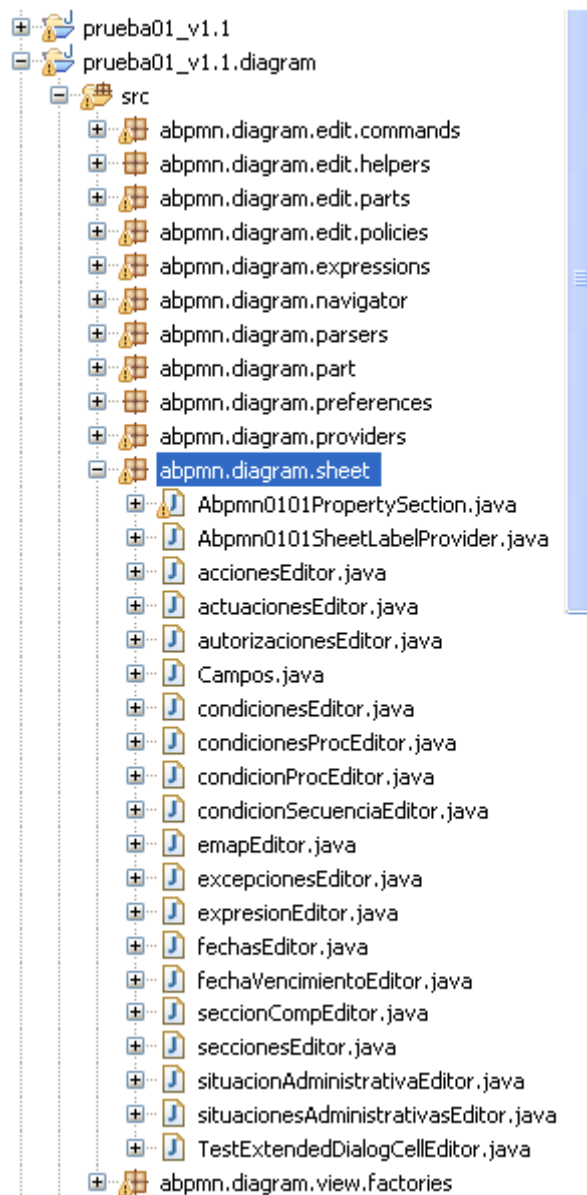 prueba01_v1.1
prueba01_v1.1.diagram
src
abpmn.diagram.edit.commands
abpmn.diagram.edit.helpers
abpmn.diagram.edit.parts
abpmn.diagram.edit.policies
abpmn.diagram.expressions
abpmn.diagram.navigator
abpmn.diagram.parsers
abpmn.diagram.part
abpmn.diagram.preferences
abpmn.diagram.providers
abpmn.diagram.sheet
Abpmn0101PropertySection.java
Abpmn0101SheetLabelProvider.java
accionesEditor.java
actuacionesEditor.java
autorizacionesEditor.java
Campos.java
condicionesEditor.java
condicionesProcEditor.java
condicionProcEditor.java
condicionSecuenciaEditor.java
emapEditor.java
excepcionesEditor.java
expresionEditor.java
fechasEditor.java
fechaVencimientoEditor.java
seccionCompEditor.java
seccionesEditor.java
situacionAdministrativaEditor.java
situacionesAdministrativasEditor.java
TestExtendedDialogCellEditor.java
abpmn.diagram.view.factories